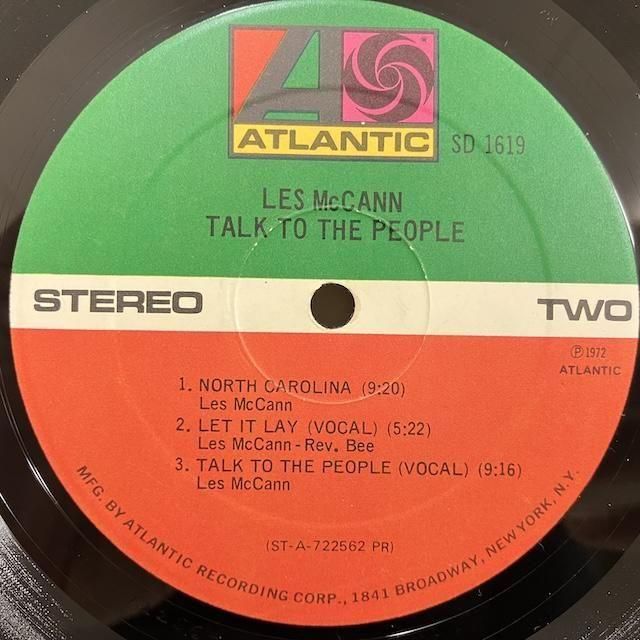 ATLANTIC
SD 1619
LES McCANN
TALK TO THE PEOPLE
STEREO
TWO
℗ 1972
ATLANTIC
1. NORTH CAROLINA (9:20)
Les McCann
2. LET IT LAY (VOCAL) (5:22)
Les McCann - Rev. Bee
3. TALK TO THE PEOPLE (VOCAL) (9:16)
Les McCann
(ST-A-722562 PR)
MFG. BY ATLANTIC RECORDING CORP., 1841 BROADWAY, NEW YORK, N.Y.